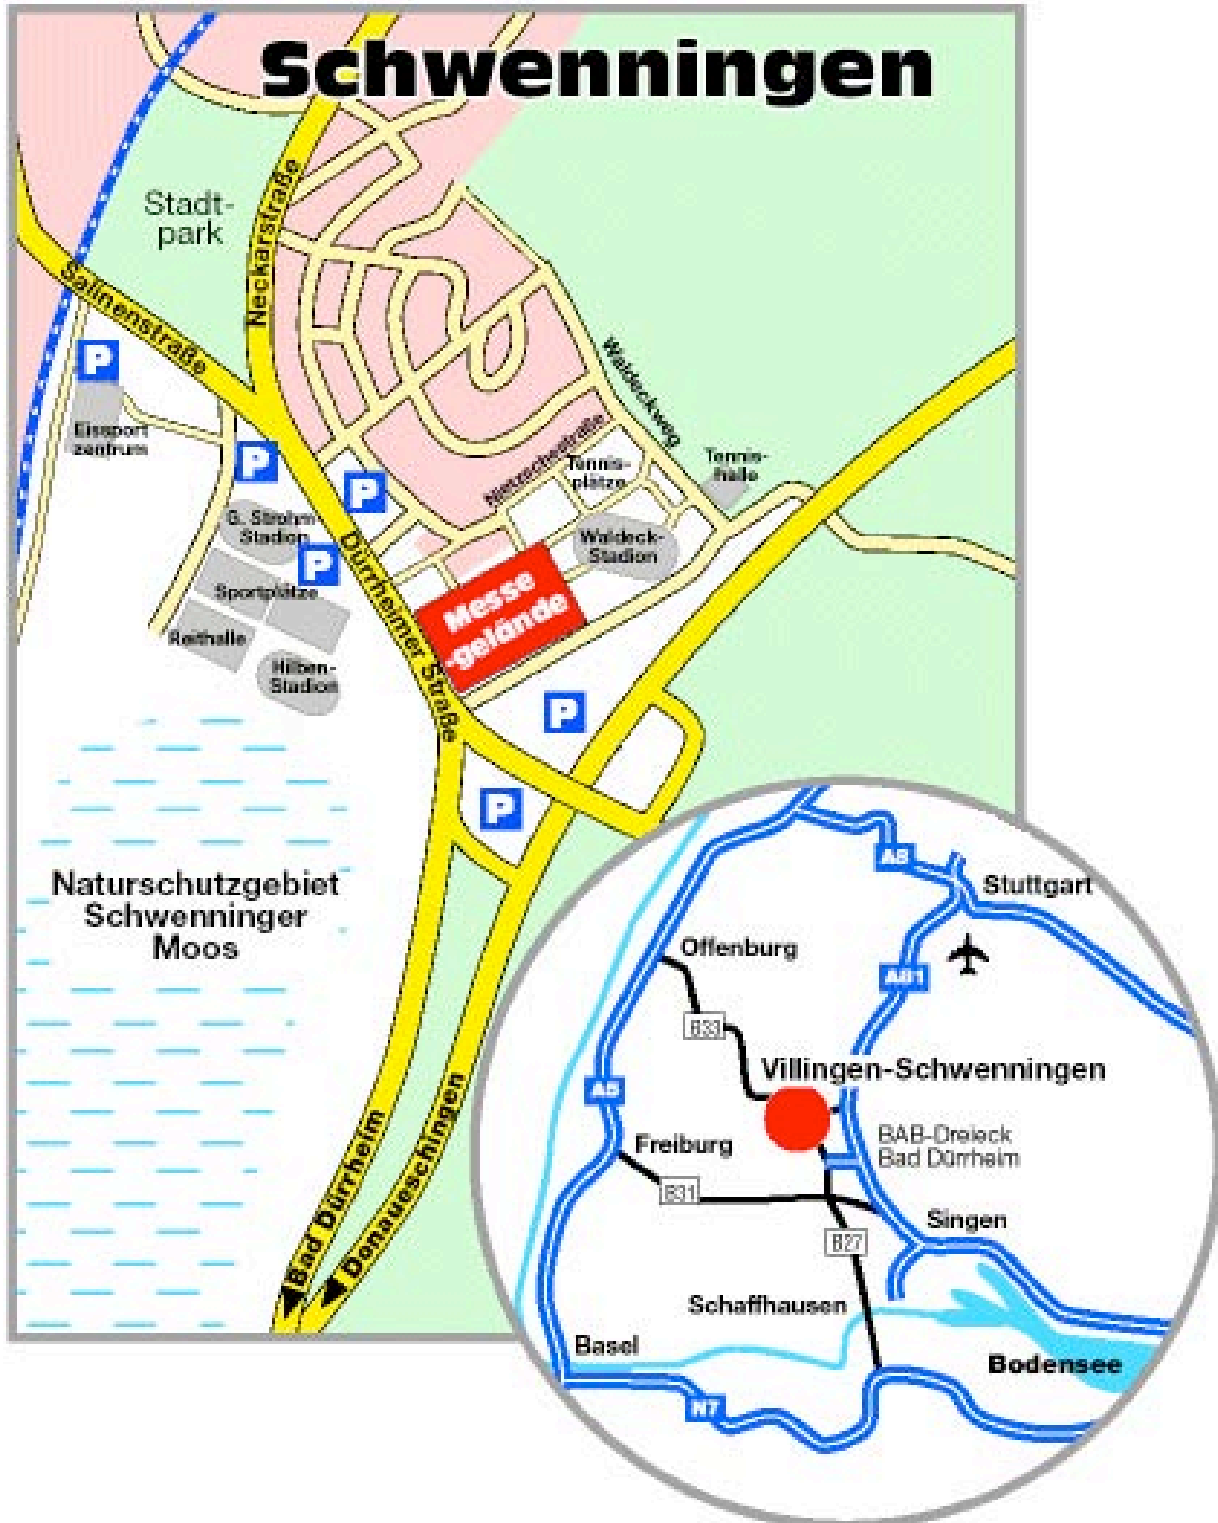 Schwenningen
Stadt-
park
Neckarstraße
Salinenstraße
P
Eissport
zentrum
P
P
G. Strohm-
Stadion
P
Sportplätze
Reithalle
Hilben-
Stadion
Waldeckweg
Nietzschestraße
Tennis-
plätze
Tennis-
halle
Waldeck-
Stadion
Dürrheimer Straße
Messe
-gelände
P
P
Naturschutzgebiet
Schwenninger
Moos
Bad Dürrheim
Donaueschingen
A8
Stuttgart
Offenburg
A81
B33
Villingen-Schwenningen
A5
Freiburg
BAB-Dreieck
Bad Dürrheim
B31
Singen
B27
Schaffhausen
Basel
Bodensee
N7